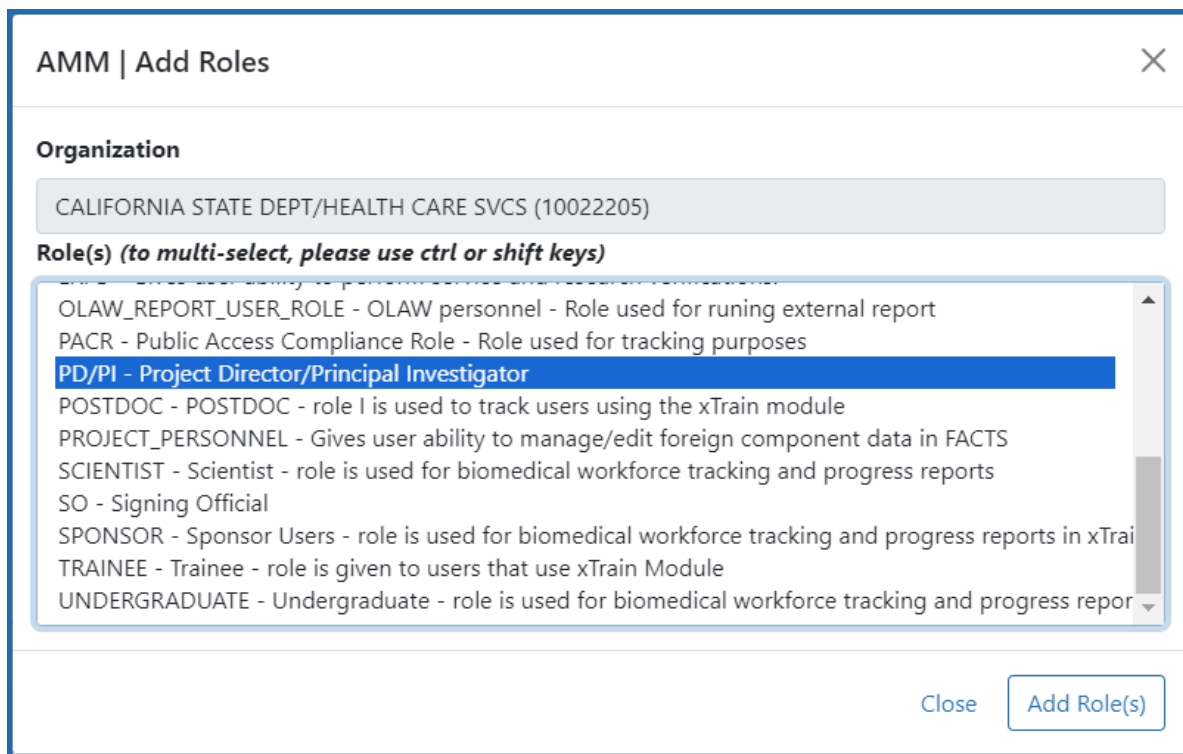 AMM | Add Roles
Organization
CALIFORNIA STATE DEPT/HEALTH CARE SVCS (10022205)
Role(s) (to multi-select, please use ctrl or shift keys)
OLAW_REPORT_USER_ROLE - OLAW personnel - Role used for runing external report
PACR - Public Access Compliance Role - Role used for tracking purposes
PD/PI - Project Director/Principal Investigator
POSTDOC - POSTDOC - role I is used to track users using the xTrain module
PROJECT_PERSONNEL - Gives user ability to manage/edit foreign component data in FACTS
SCIENTIST - Scientist - role is used for biomedical workforce tracking and progress reports
SO - Signing Official
SPONSOR - Sponsor Users - role is used for biomedical workforce tracking and progress reports in xTrai
TRAINEE - Trainee - role is given to users that use xTrain Module
UNDERGRADUATE - Undergraduate - role is used for biomedical workforce tracking and progress repor
Close
Add Role(s)